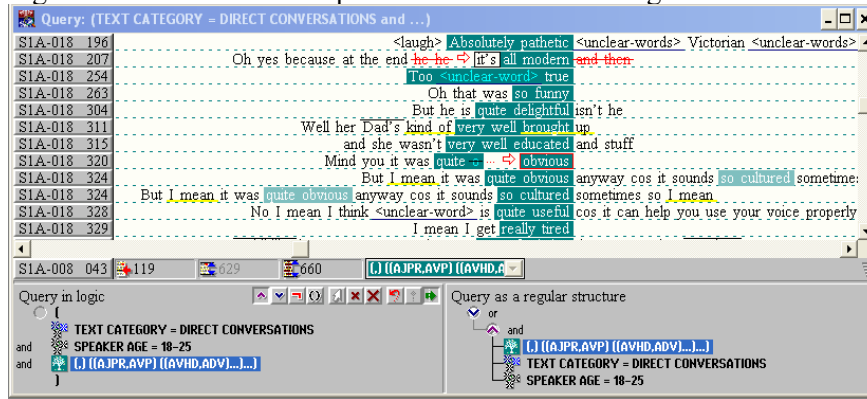 Query: (TEXT CATEGORY = DIRECT CONVERSATIONS and ...)
S1A-018 196 <laugh> Absolutely pathetic <unclear-words> Victorian <unclear-words>
S1A-018 207 Oh yes because at the end he he ⇨ it's all modern and then
S1A-018 254 Too <unclear-word> true
S1A-018 263 Oh that was so funny
S1A-018 304 But he is quite delightful isn't he
S1A-018 311 Well her Dad's kind of very well brought up
S1A-018 315 and she wasn't very well educated and stuff
S1A-018 320 Mind you it was quite o ... ⇨ obvious
S1A-018 324 But I mean it was quite obvious anyway cos it sounds so cultured sometime
S1A-018 324 But I mean it was quite obvious anyway cos it sounds so cultured sometimes so I mean
S1A-018 328 No I mean I think <unclear-word> is quite useful cos it can help you use your voice properly
S1A-018 329 I mean I get really tired
S1A-008 043 119 629 660 (,) ((AJPR,AVP) ((AVHD,A
Query in logic
(
TEXT CATEGORY = DIRECT CONVERSATIONS
and SPEAKER AGE = 18-25
and (,) ((AJPR,AVP) ((AVHD,ADV)...)...)
)
Query as a regular structure
or
and
(,) ((AJPR,AVP) ((AVHD,ADV)...)...)
TEXT CATEGORY = DIRECT CONVERSATIONS
SPEAKER AGE = 18-25